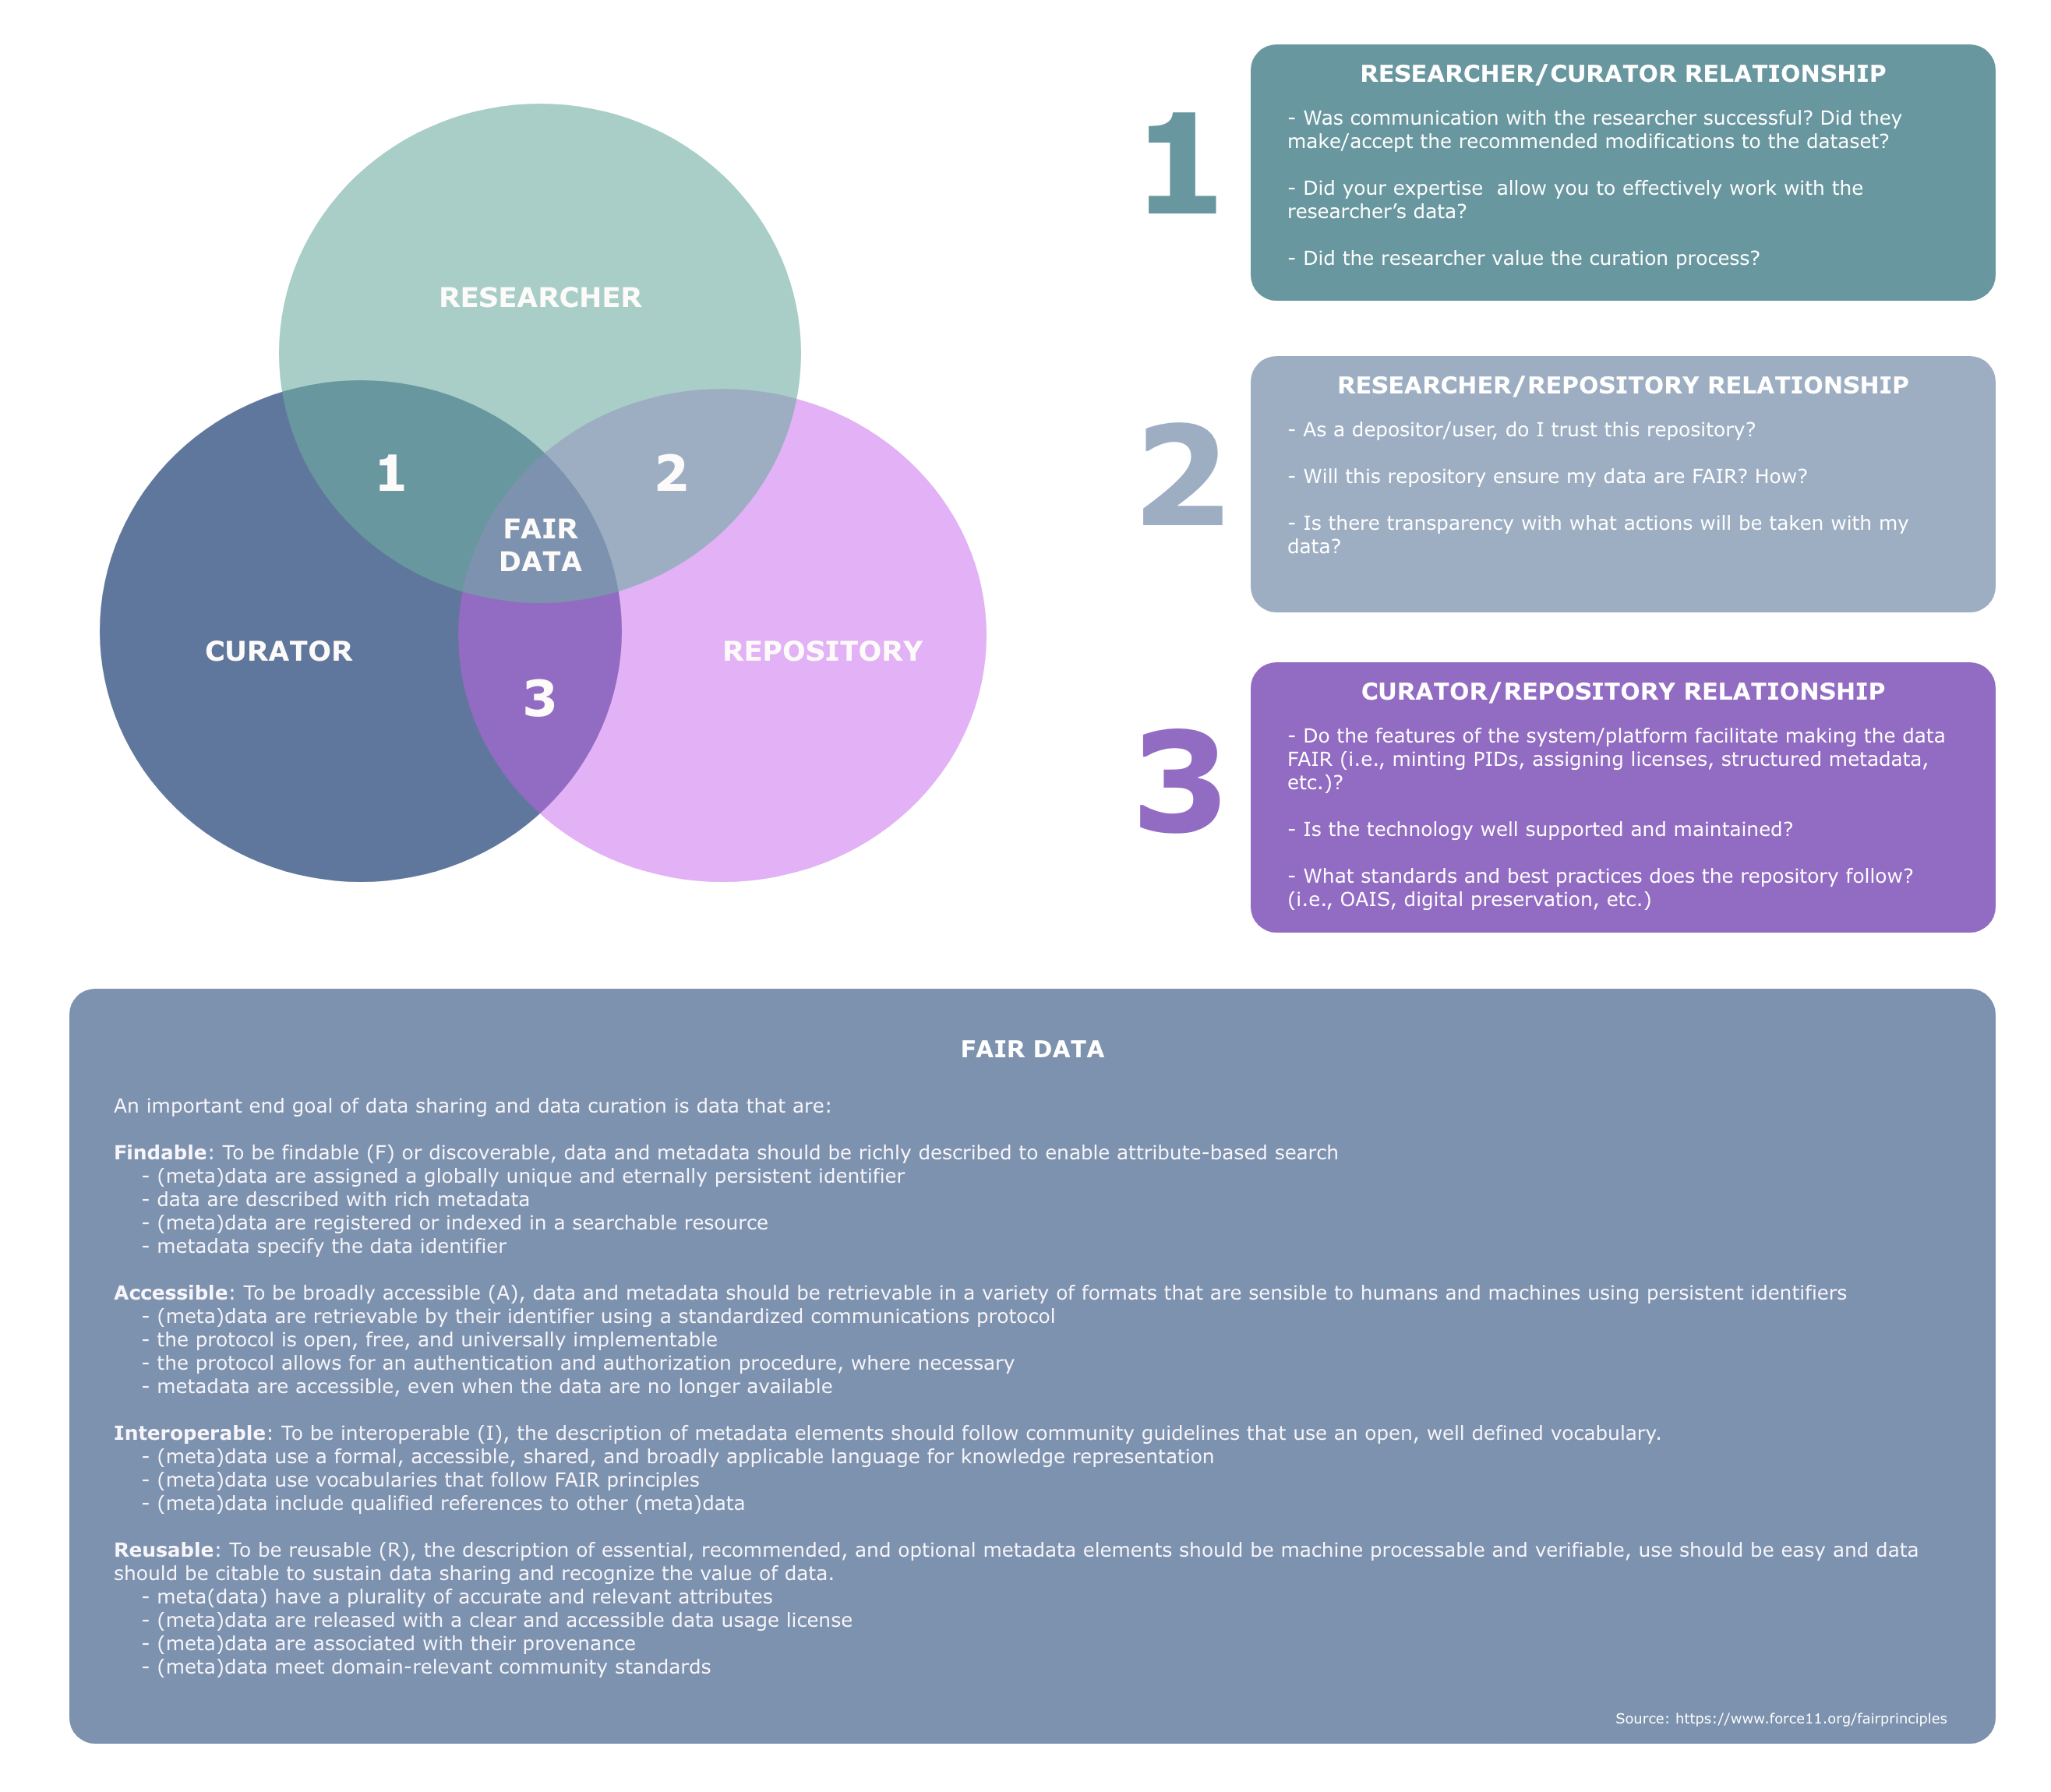 RESEARCHER
1
2
FAIR
DATA
CURATOR
REPOSITORY
3
1
RESEARCHER/CURATOR RELATIONSHIP
- Was communication with the researcher successful? Did they
make/accept the recommended modifications to the dataset?
- Did your expertise  allow you to effectively work with the
researcher’s data?
- Did the researcher value the curation process?
2
RESEARCHER/REPOSITORY RELATIONSHIP
- As a depositor/user, do I trust this repository?
- Will this repository ensure my data are FAIR? How?
- Is there transparency with what actions will be taken with my
data?
3
CURATOR/REPOSITORY RELATIONSHIP
- Do the features of the system/platform facilitate making the data
FAIR (i.e., minting PIDs, assigning licenses, structured metadata,
etc.)?
- Is the technology well supported and maintained?
- What standards and best practices does the repository follow?
(i.e., OAIS, digital preservation, etc.)
FAIR DATA
An important end goal of data sharing and data curation is data that are:
Findable: To be findable (F) or discoverable, data and metadata should be richly described to enable attribute-based search
- (meta)data are assigned a globally unique and eternally persistent identifier
- data are described with rich metadata
- (meta)data are registered or indexed in a searchable resource
- metadata specify the data identifier
Accessible: To be broadly accessible (A), data and metadata should be retrievable in a variety of formats that are sensible to humans and machines using persistent identifiers
- (meta)data are retrievable by their identifier using a standardized communications protocol
- the protocol is open, free, and universally implementable
- the protocol allows for an authentication and authorization procedure, where necessary
- metadata are accessible, even when the data are no longer available
Interoperable: To be interoperable (I), the description of metadata elements should follow community guidelines that use an open, well defined vocabulary.
- (meta)data use a formal, accessible, shared, and broadly applicable language for knowledge representation
- (meta)data use vocabularies that follow FAIR principles
- (meta)data include qualified references to other (meta)data
Reusable: To be reusable (R), the description of essential, recommended, and optional metadata elements should be machine processable and verifiable, use should be easy and data
should be citable to sustain data sharing and recognize the value of data.
- meta(data) have a plurality of accurate and relevant attributes
- (meta)data are released with a clear and accessible data usage license
- (meta)data are associated with their provenance
- (meta)data meet domain-relevant community standards
Source: https://www.force11.org/fairprinciples